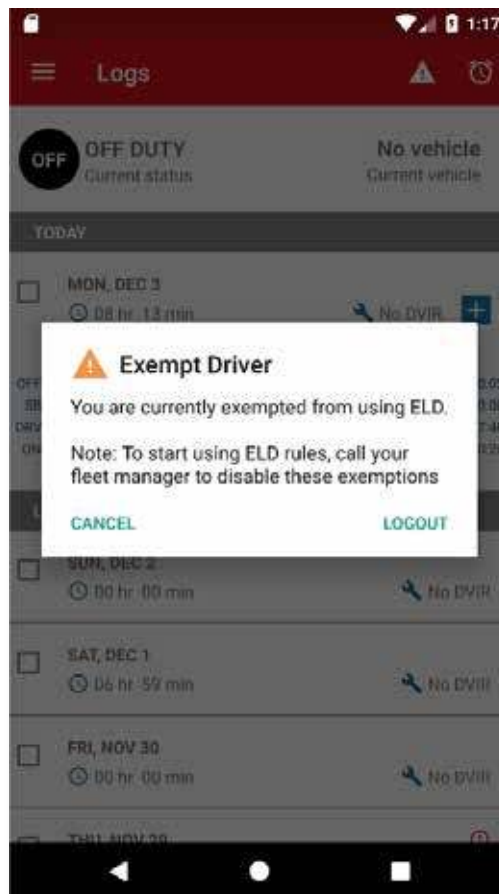 1:17
Logs
OFF
OFF DUTY
Current status
No vehicle
Current vehicle
TODAY
MON, DEC 3
08 hr 13 min
No DVIR
Exempt Driver
You are currently exempted from using ELD.
Note: To start using ELD rules, call your
fleet manager to disable these exemptions
CANCEL
LOGOUT
SUN, DEC 2
00 hr 00 min
No DVIR
SAT, DEC 1
06 hr 59 min
No DVIR
FRI, NOV 30
00 hr 00 min
No DVIR
THU, NOV 29